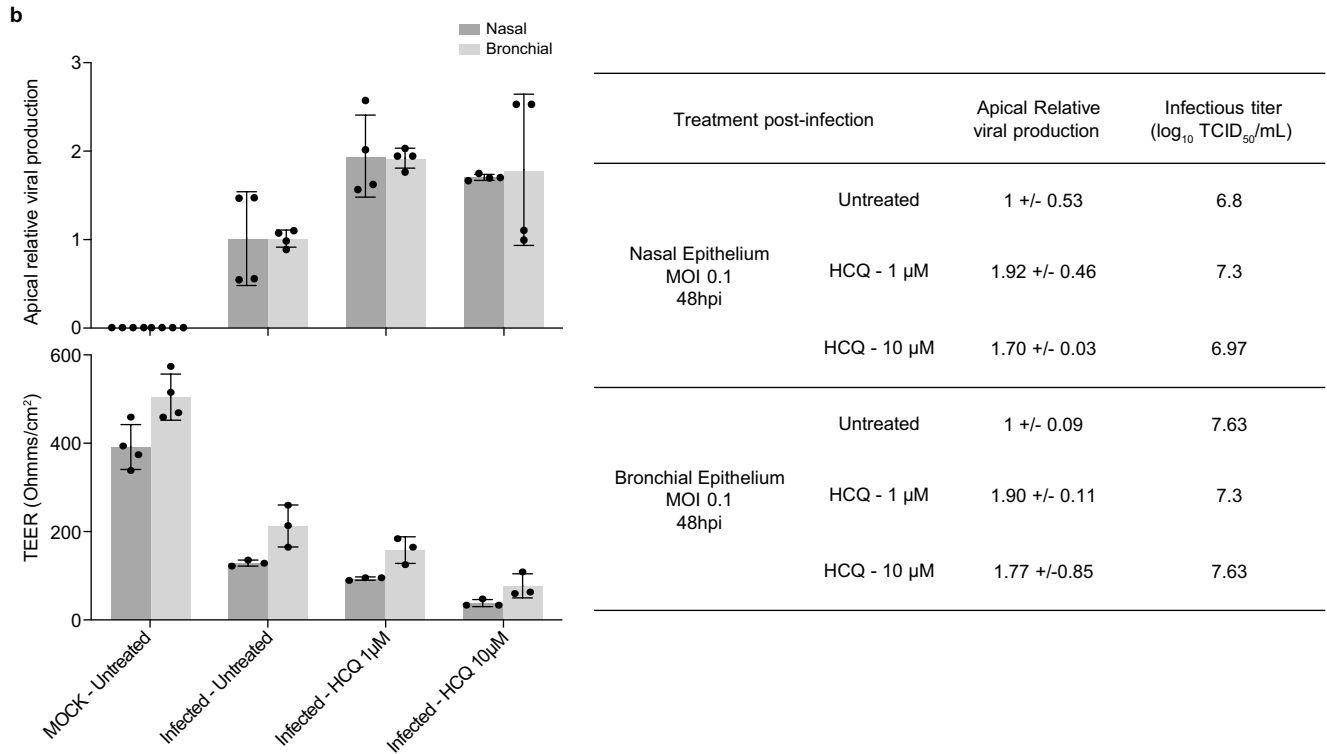 b
Nasal
Bronchial
Apical relative viral production
3
2
1
0
TEER (Ohmms/cm²)
600
400
200
0
MOCK - Untreated
Infected - Untreated
Infected - HCQ 1µM
Infected - HCQ 10µM
Treatment post-infection
Apical Relative
viral production
Infectious titer
(log₁₀ TCID₅₀/mL)
Nasal Epithelium
MOI 0.1
48hpi
Untreated 1 +/- 0.53 6.8
HCQ - 1 µM 1.92 +/- 0.46 7.3
HCQ - 10 µM 1.70 +/- 0.03 6.97
Bronchial Epithelium
MOI 0.1
48hpi
Untreated 1 +/- 0.09 7.63
HCQ - 1 µM 1.90 +/- 0.11 7.3
HCQ - 10 µM 1.77 +/-0.85 7.63